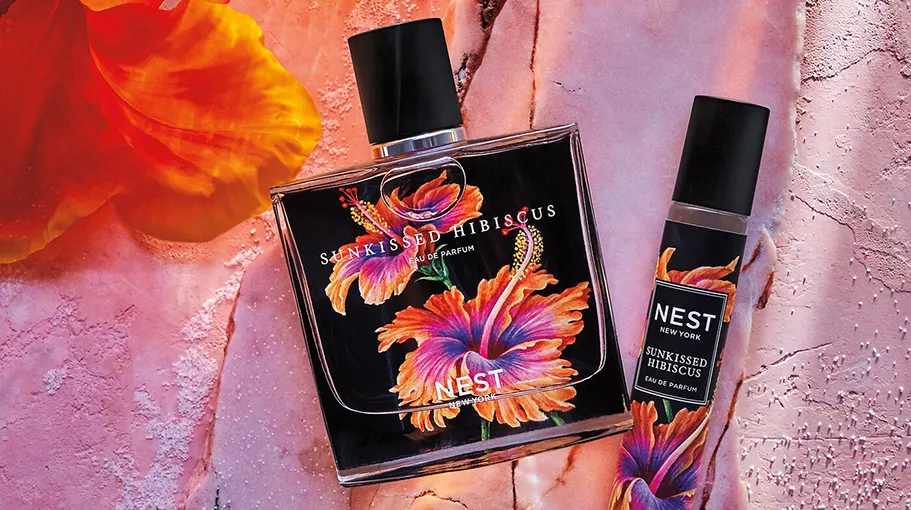 SUNKISSED HIBISCUS
EAU DE PARFUM
NEST
NEW YORK
NEST
NEW YORK
SUNKISSED
HIBISCUS
EAU DE PARFUM